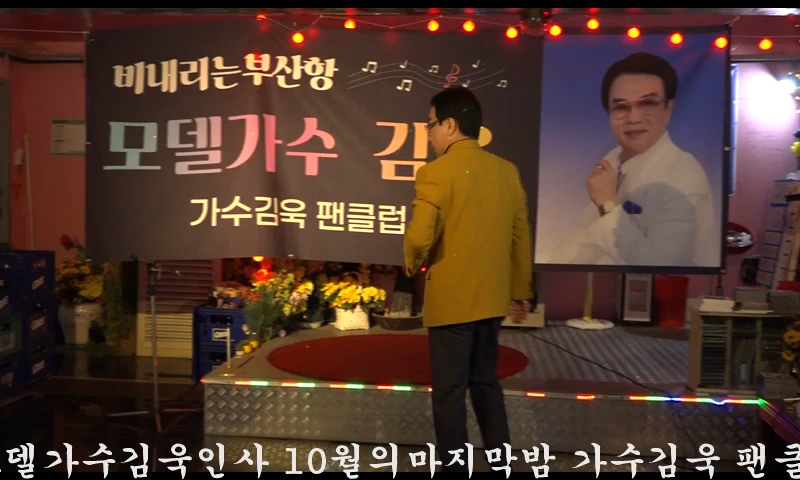 비내리는부산항
모델가수 김
가수김욱 팬클럽
델가수김욱인사 10월의마지막밤 가수김욱 팬클